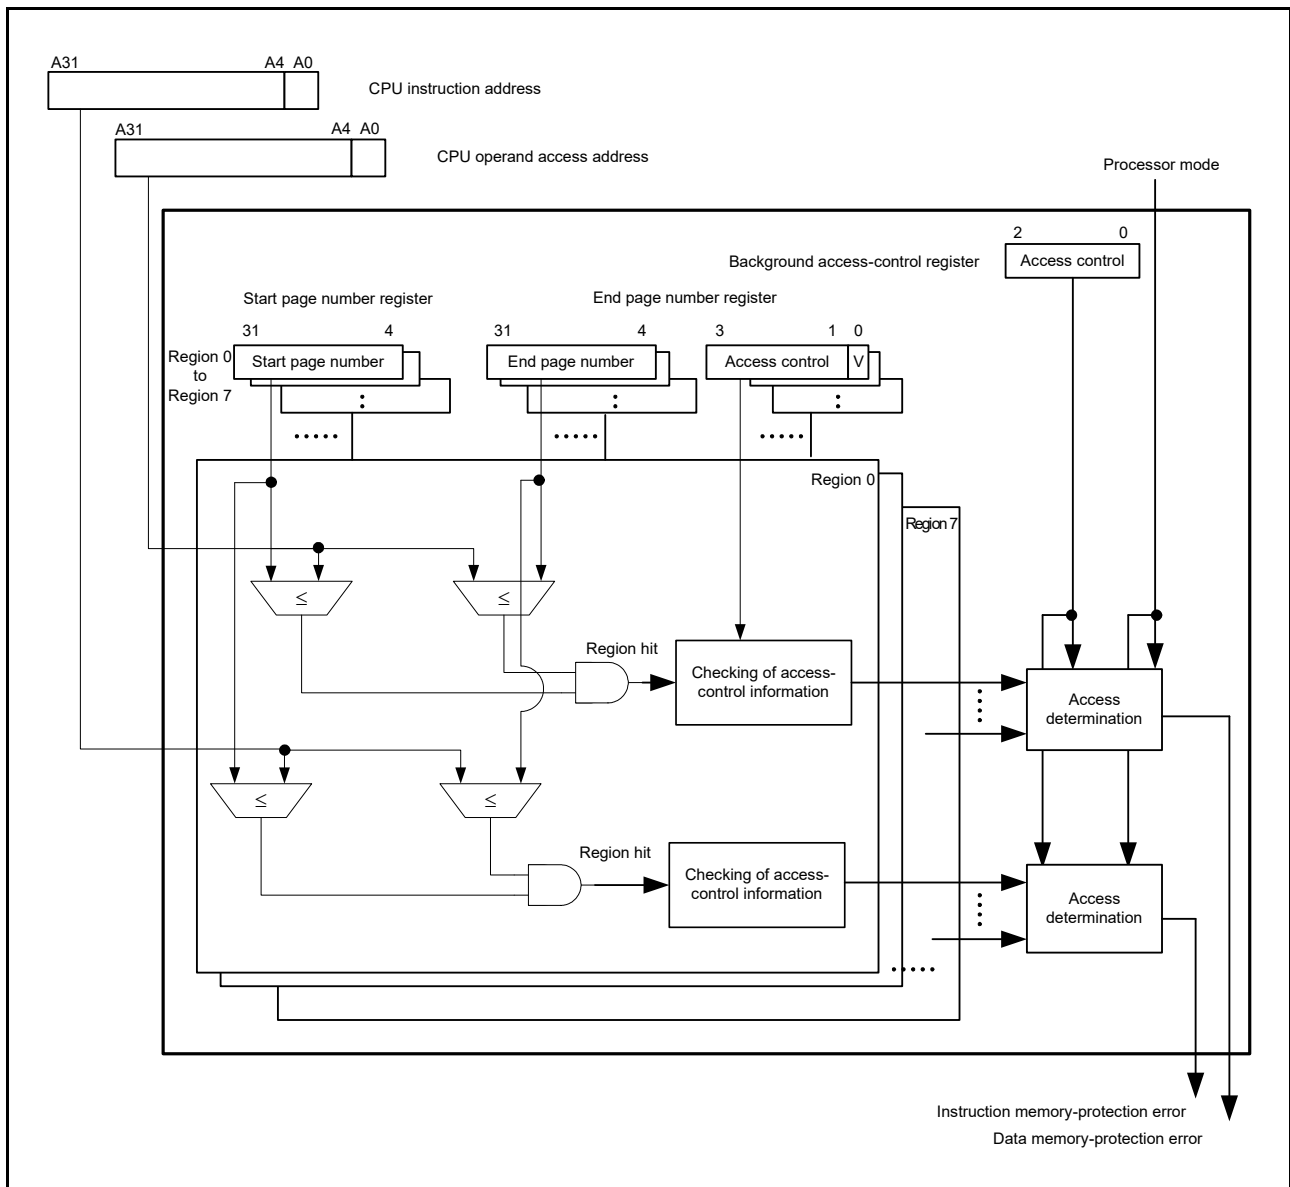 A31 A4 A0
CPU instruction address
A31 A4 A0
CPU operand access address
Processor mode
2 0
Background access-control register
Access control
Start page number register
End page number register
31 4
31 4
3 1 0
Region 0
to
Region 7
Start page number
End page number
Access control V
:
:
:
.....
.....
.....
Region 0
Region 7
≤
≤
Region hit
Checking of access-
control information
Access
determination
≤
≤
Region hit
Checking of access-
control information
Access
determination
.....
Instruction memory-protection error
Data memory-protection error